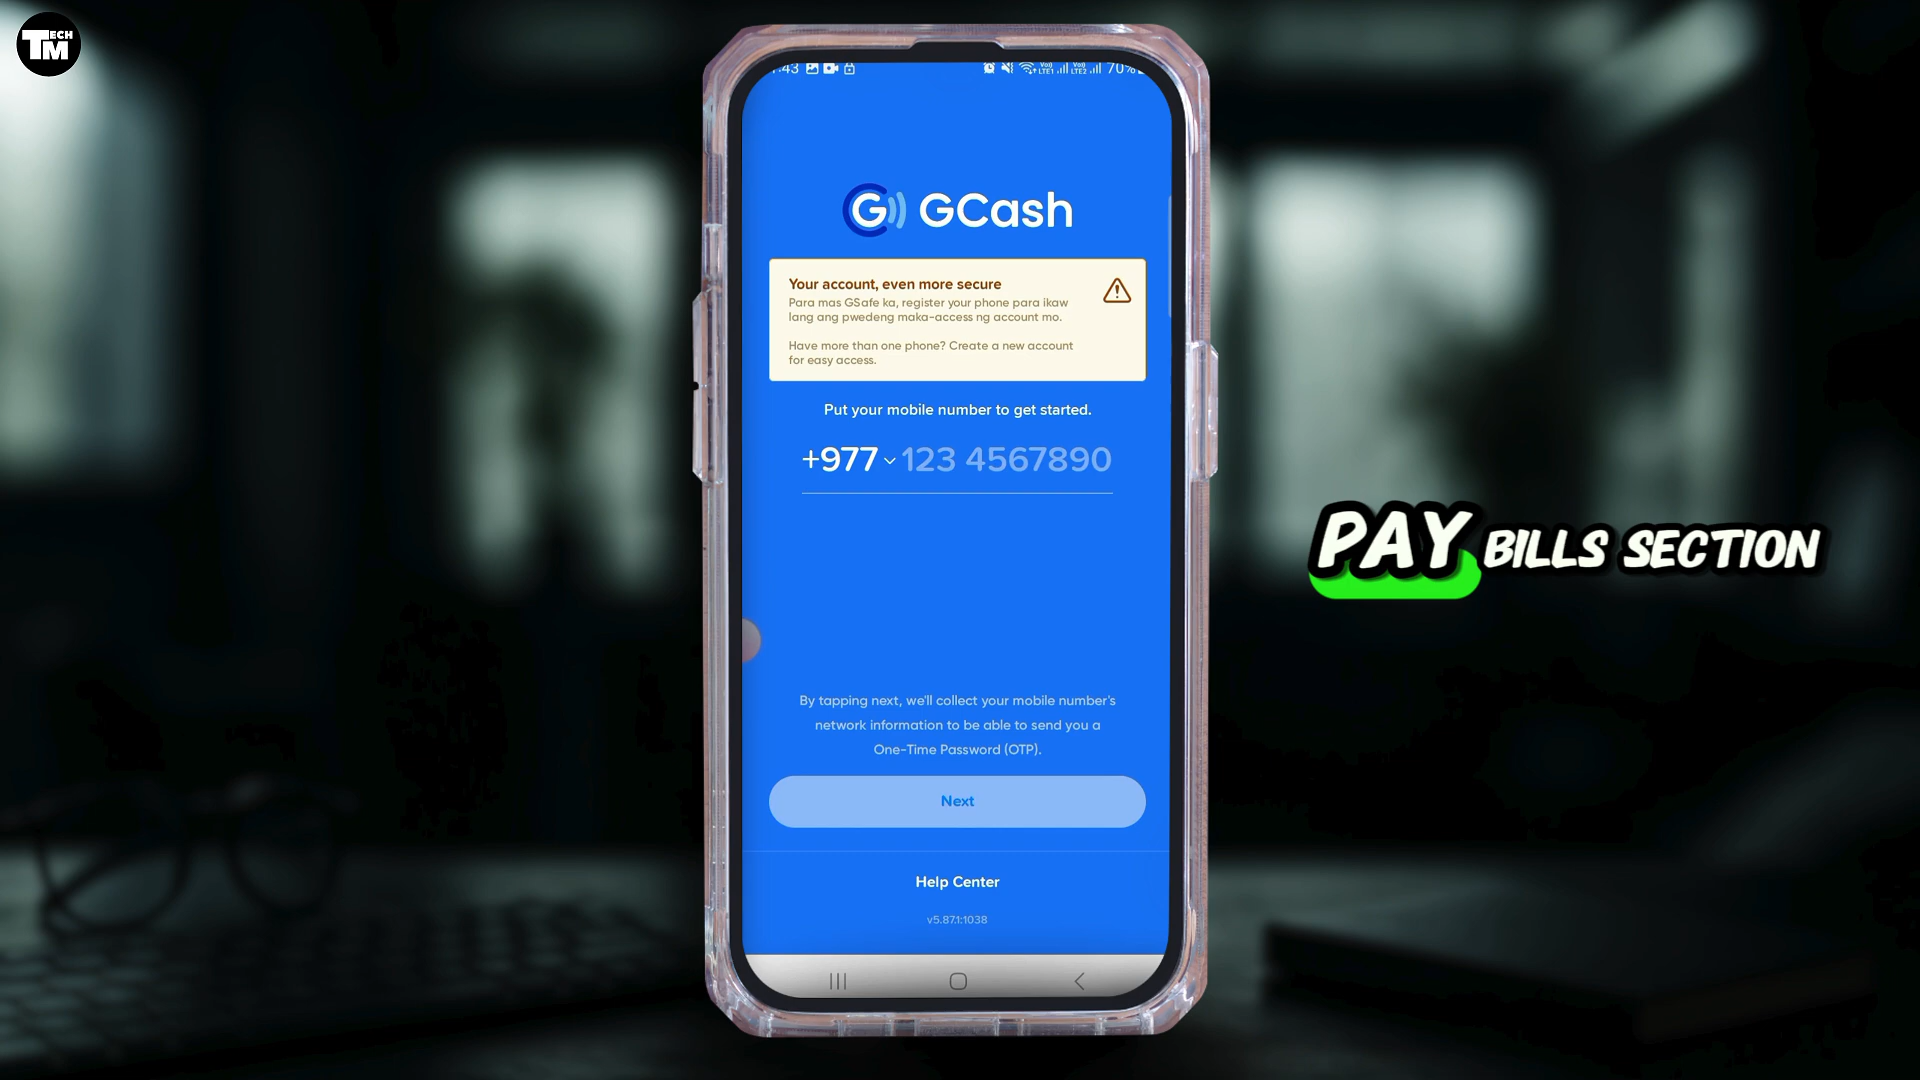 TECH
TM
:43 70%
GCash
Your account, even more secure
Para mas GSafe ka, register your phone para ikaw
lang ang pwedeng maka-access ng account mo.
Have more than one phone? Create a new account
for easy access.
Put your mobile number to get started.
+977 123 4567890
PAY BILLS SECTION
By tapping next, we'll collect your mobile number's
network information to be able to send you a
One-Time Password (OTP).
Next
Help Center
v5.87.1:1038